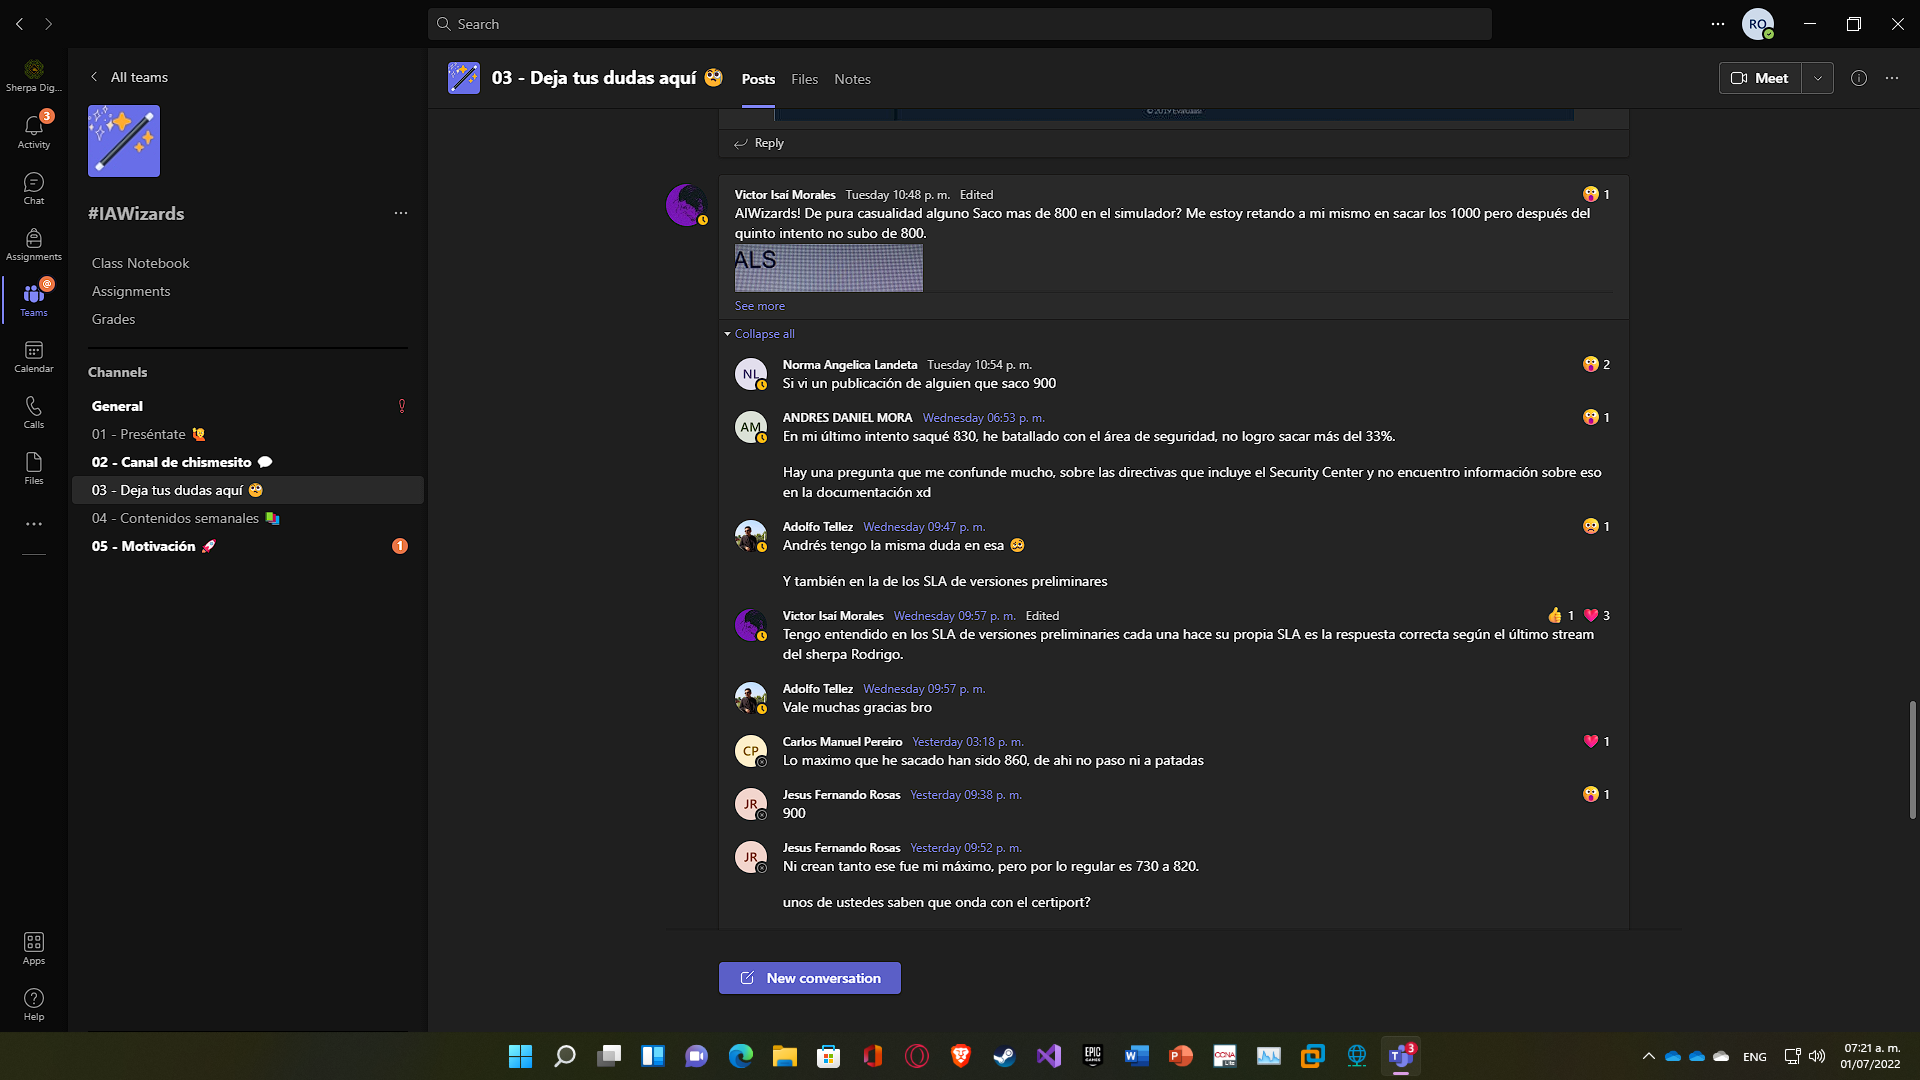 Search
RO
Sherpa Dig...
3
Activity
Chat
Assignments
@
Teams
Calendar
Calls
Files
Apps
Help
All teams
#IAWizards
Class Notebook
Assignments
Grades
Channels
General
01 - Preséntate 🙋
02 - Canal de chismesito 💬
03 - Deja tus dudas aquí 🧐
04 - Contenidos semanales 📚
05 - Motivación 🚀
1
03 - Deja tus dudas aquí 🧐
Posts
Files
Notes
Meet
© 2019 Evaluasist
Reply
Victor Isaí Morales Tuesday 10:48 p. m. Edited
1
AIWizards! De pura casualidad alguno Saco mas de 800 en el simulador? Me estoy retando a mi mismo en sacar los 1000 pero después del
quinto intento no subo de 800.
ALS
See more
Collapse all
NL
Norma Angelica Landeta Tuesday 10:54 p. m.
2
Si vi un publicación de alguien que saco 900
AM
ANDRES DANIEL MORA Wednesday 06:53 p. m.
1
En mi último intento saqué 830, he batallado con el área de seguridad, no logro sacar más del 33%.
Hay una pregunta que me confunde mucho, sobre las directivas que incluye el Security Center y no encuentro información sobre eso
en la documentación xd
Adolfo Tellez Wednesday 09:47 p. m.
1
Andrés tengo la misma duda en esa 🥴
Y también en la de los SLA de versiones preliminares
Victor Isaí Morales Wednesday 09:57 p. m. Edited
1 3
Tengo entendido en los SLA de versiones preliminaries cada una hace su propia SLA es la respuesta correcta según el último stream
del sherpa Rodrigo.
Adolfo Tellez Wednesday 09:57 p. m.
Vale muchas gracias bro
CP
Carlos Manuel Pereiro Yesterday 03:18 p. m.
1
Lo maximo que he sacado han sido 860, de ahi no paso ni a patadas
JR
Jesus Fernando Rosas Yesterday 09:38 p. m.
1
900
JR
Jesus Fernando Rosas Yesterday 09:52 p. m.
Ni crean tanto ese fue mi máximo, pero por lo regular es 730 a 820.
unos de ustedes saben que onda con el certiport?
New conversation
EPIC
GAMES
CCNA
3
ENG
07:21 a. m.
01/07/2022